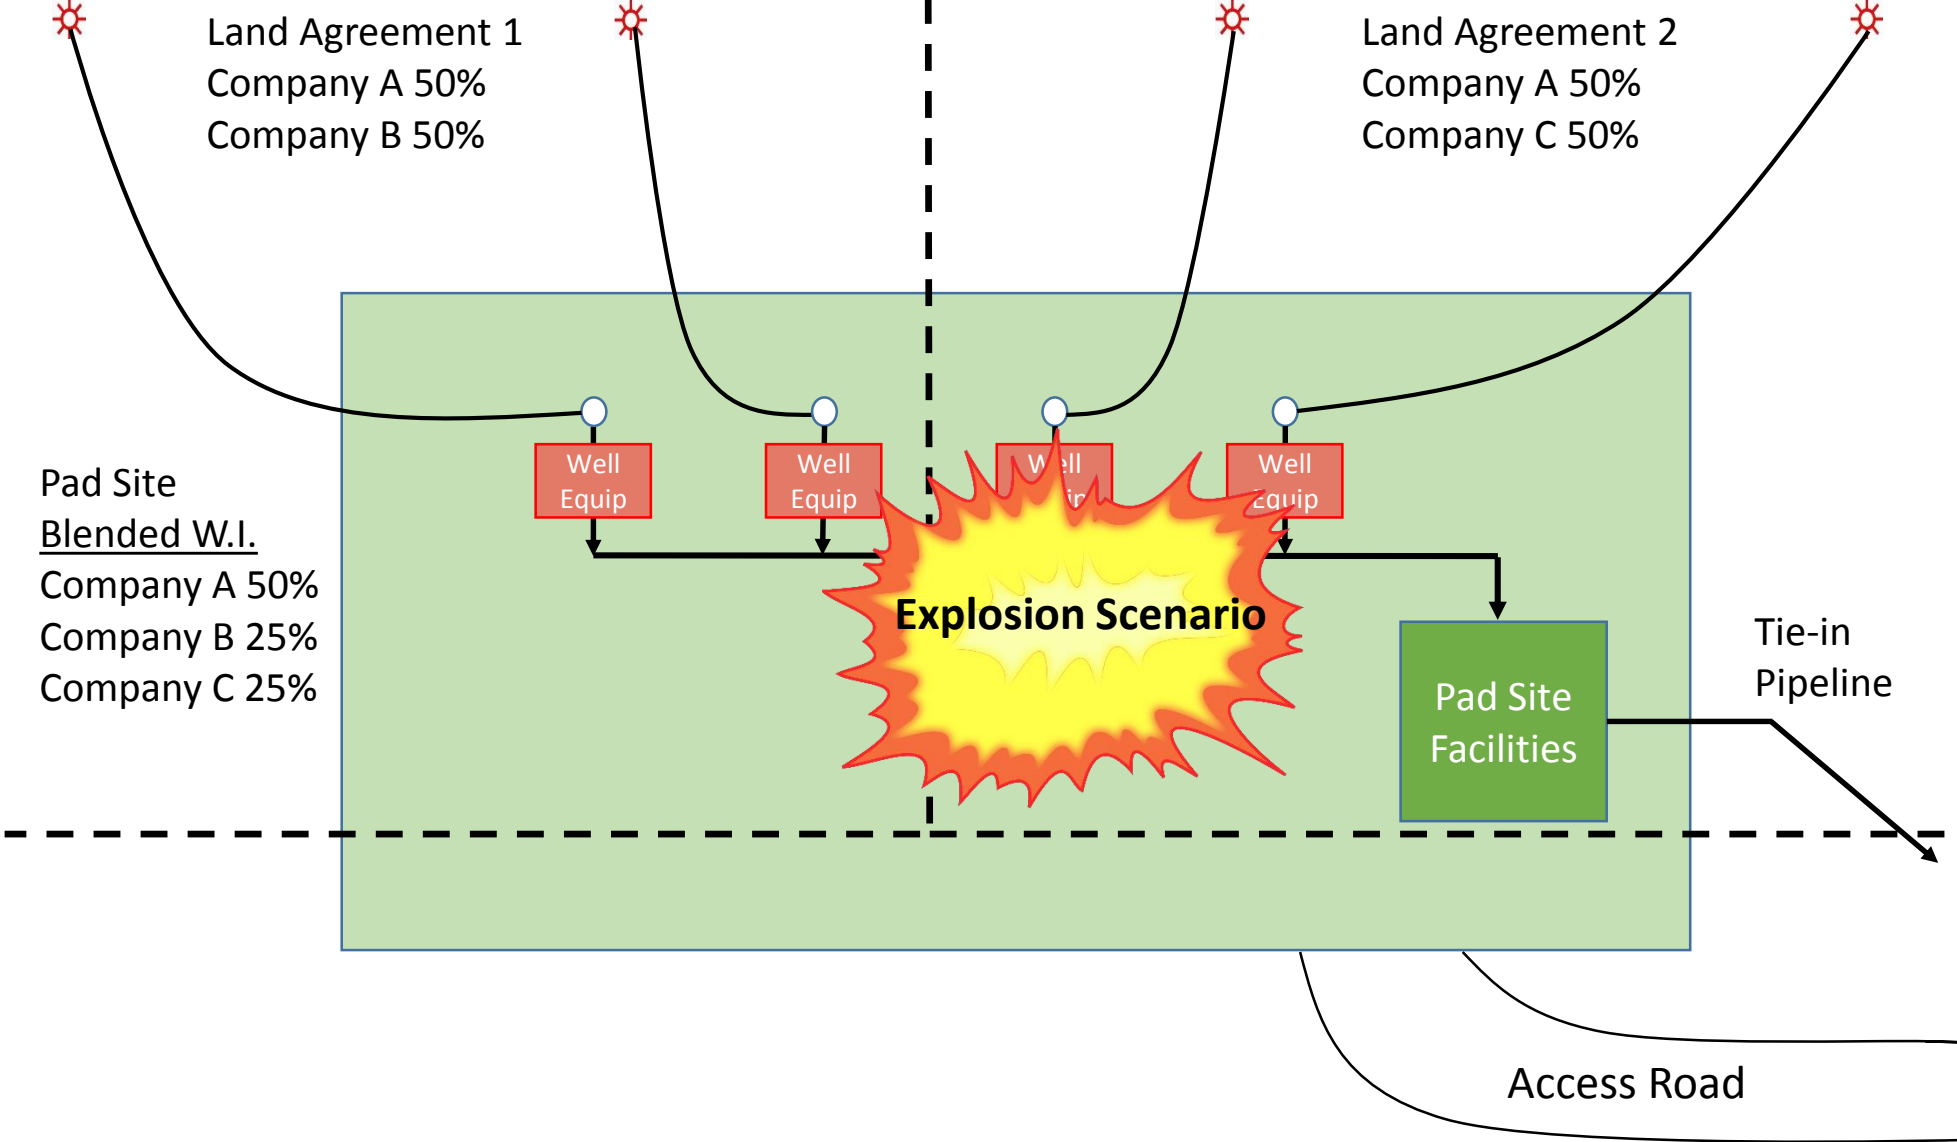 Land Agreement 1
Company A 50%
Company B 50%
Land Agreement 2
Company A 50%
Company C 50%
Pad Site
Blended W.I.
Company A 50%
Company B 25%
Company C 25%
Well
Equip
Well
Equip
Well
Equip
Explosion Scenario
Pad Site
Facilities
Tie-in
Pipeline
Access Road